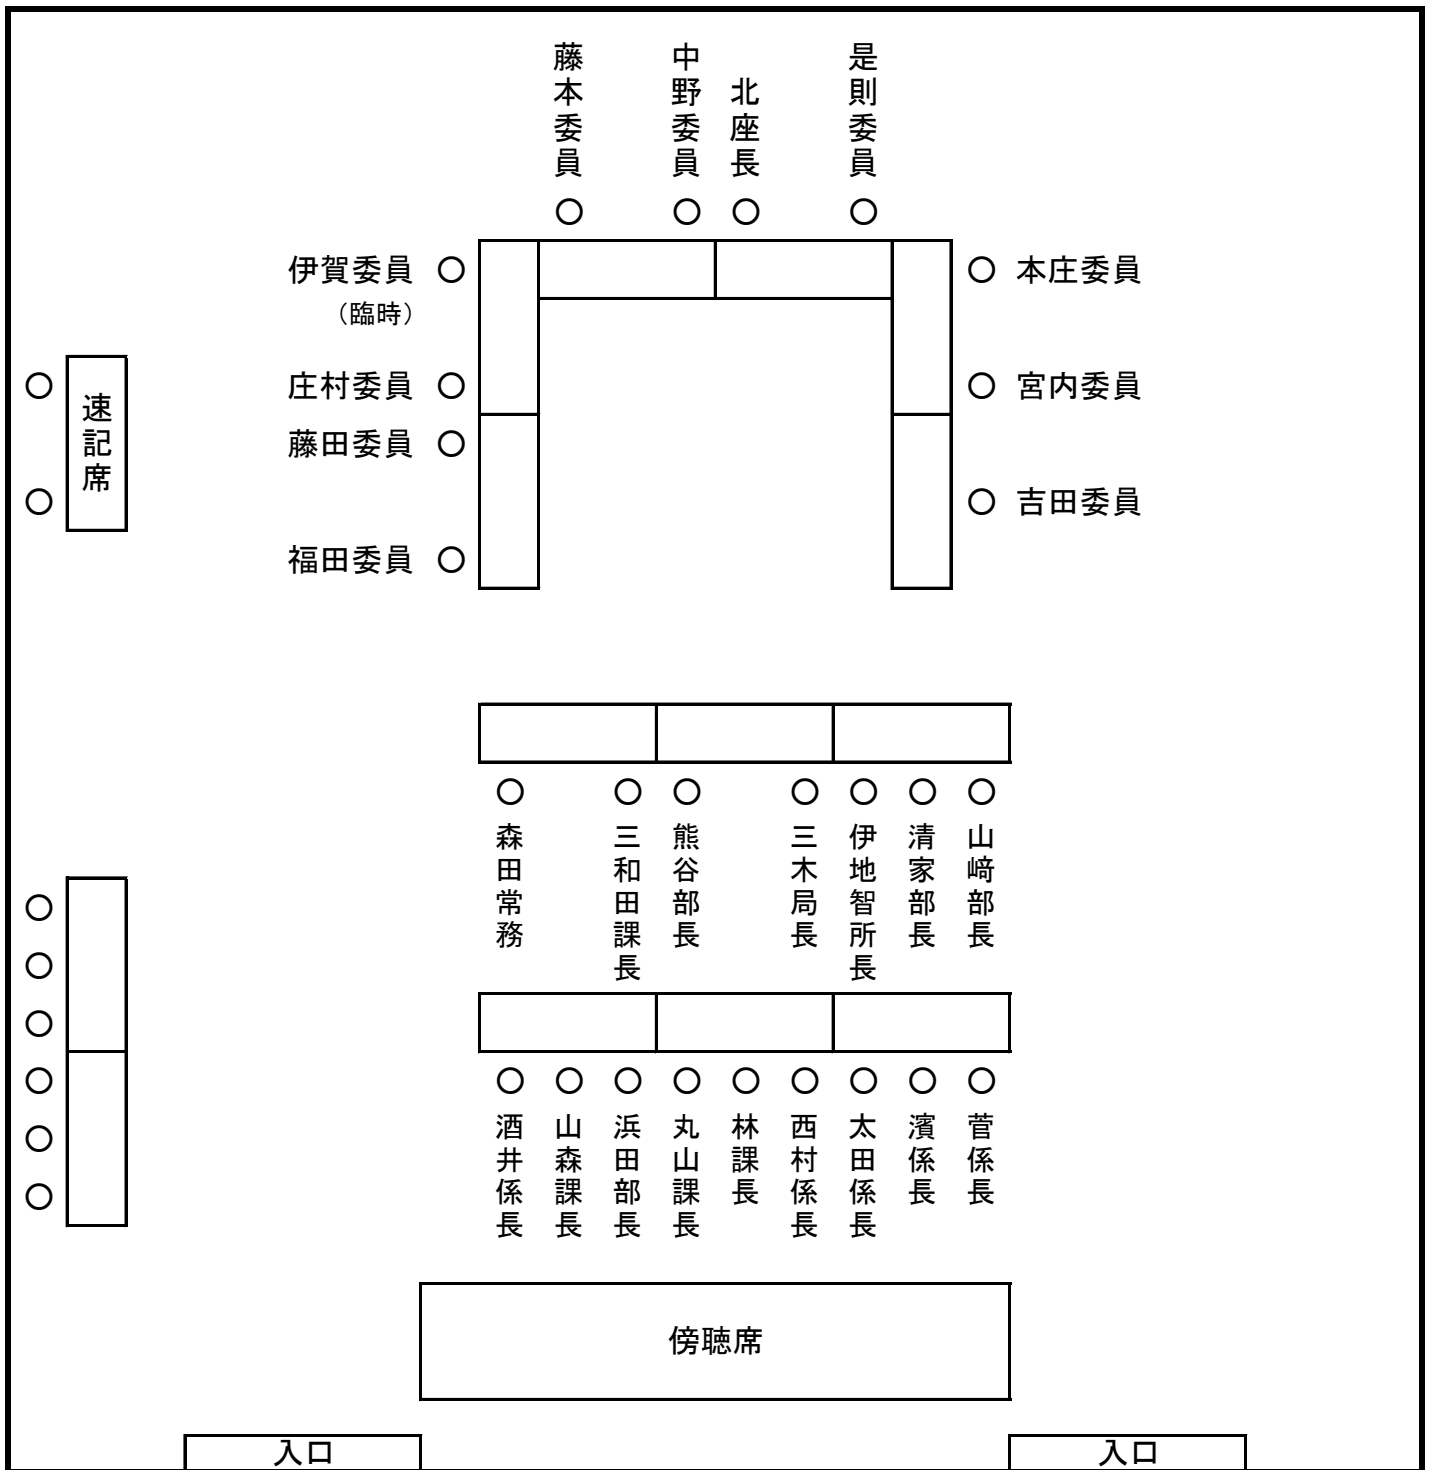 藤本委員
中野委員
北座長
是則委員
伊賀委員
（臨時）
本庄委員
庄村委員
宮内委員
速記席
藤田委員
吉田委員
福田委員
森田常務
三和田課長
熊谷部長
三木局長
伊地智所長
清家部長
山﨑部長
酒井係長
山森課長
浜田部長
丸山課長
林課長
西村係長
太田係長
濱係長
菅係長
傍聴席
入口
入口